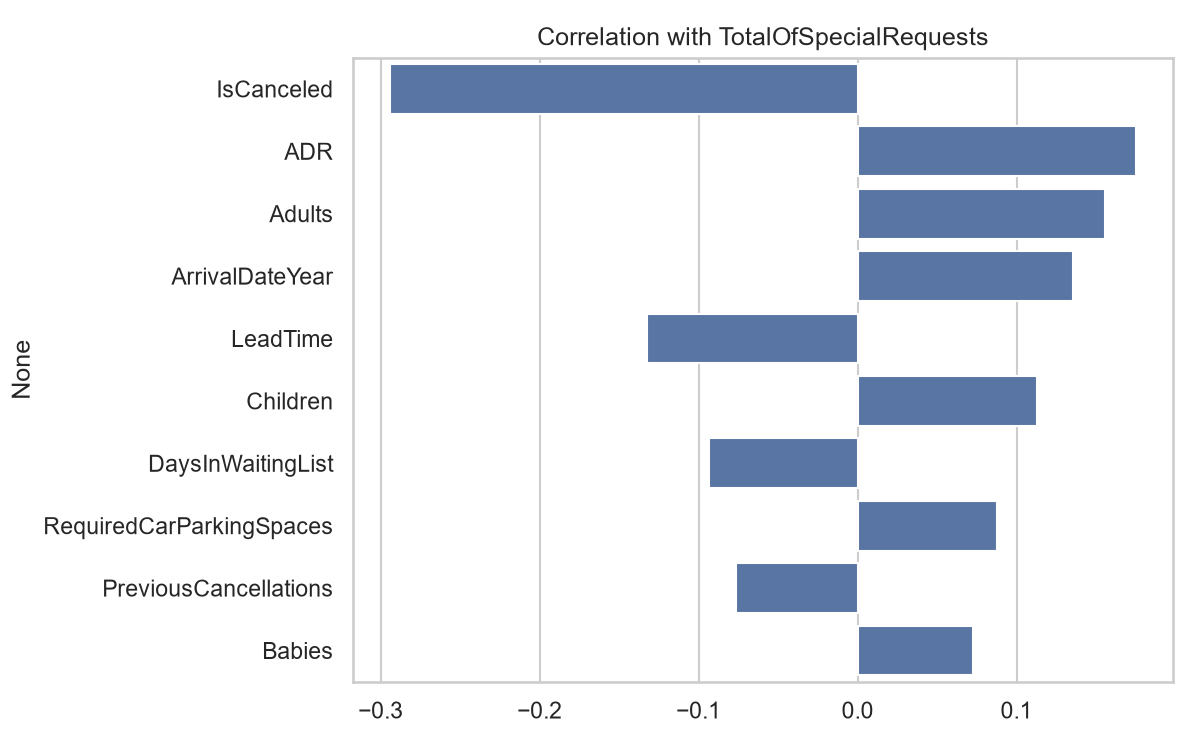 Correlation with TotalOfSpecialRequests
IsCanceled
ADR
Adults
ArrivalDateYear
LeadTime
Children
DaysInWaitingList
RequiredCarParkingSpaces
PreviousCancellations
Babies
None
−0.3 −0.2 −0.1 0.0 0.1